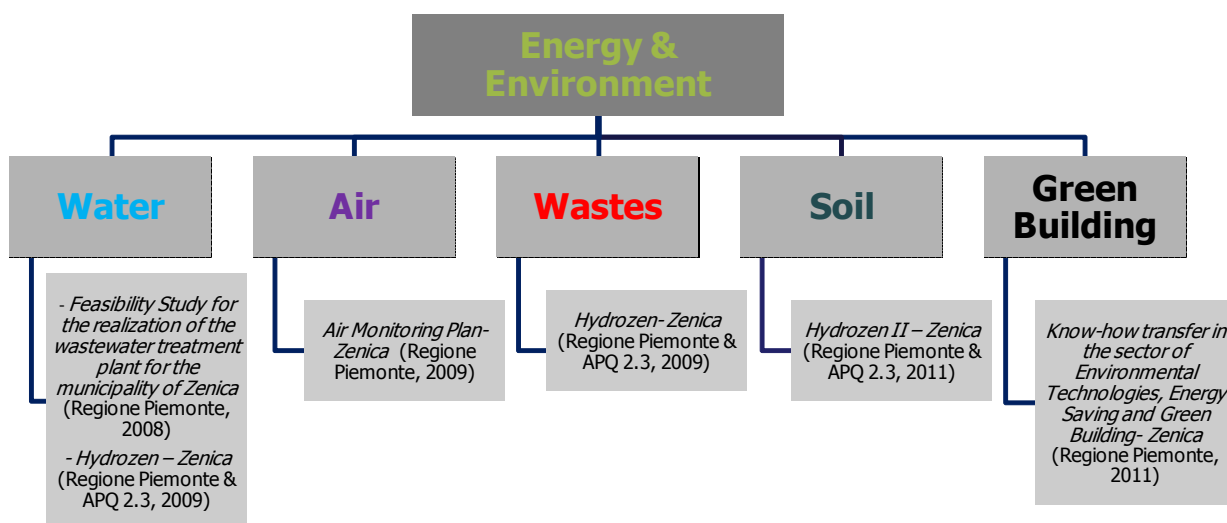 Energy &
Environment
Water
Air
Wastes
Soil
Green
Building
- Feasibility Study for
the realization of the
wastewater treatment
plant for the
municipality of Zenica
(Regione Piemonte,
2008)
- Hydrozen – Zenica
(Regione Piemonte &
APQ 2.3, 2009)
Air Monitoring Plan-
Zenica (Regione
Piemonte, 2009)
Hydrozen- Zenica
(Regione Piemonte &
APQ 2.3, 2009)
Hydrozen II – Zenica
(Regione Piemonte &
APQ 2.3, 2011)
Know-how transfer in
the sector of
Environmental
Technologies, Energy
Saving and Green
Building- Zenica
(Regione Piemonte,
2011)